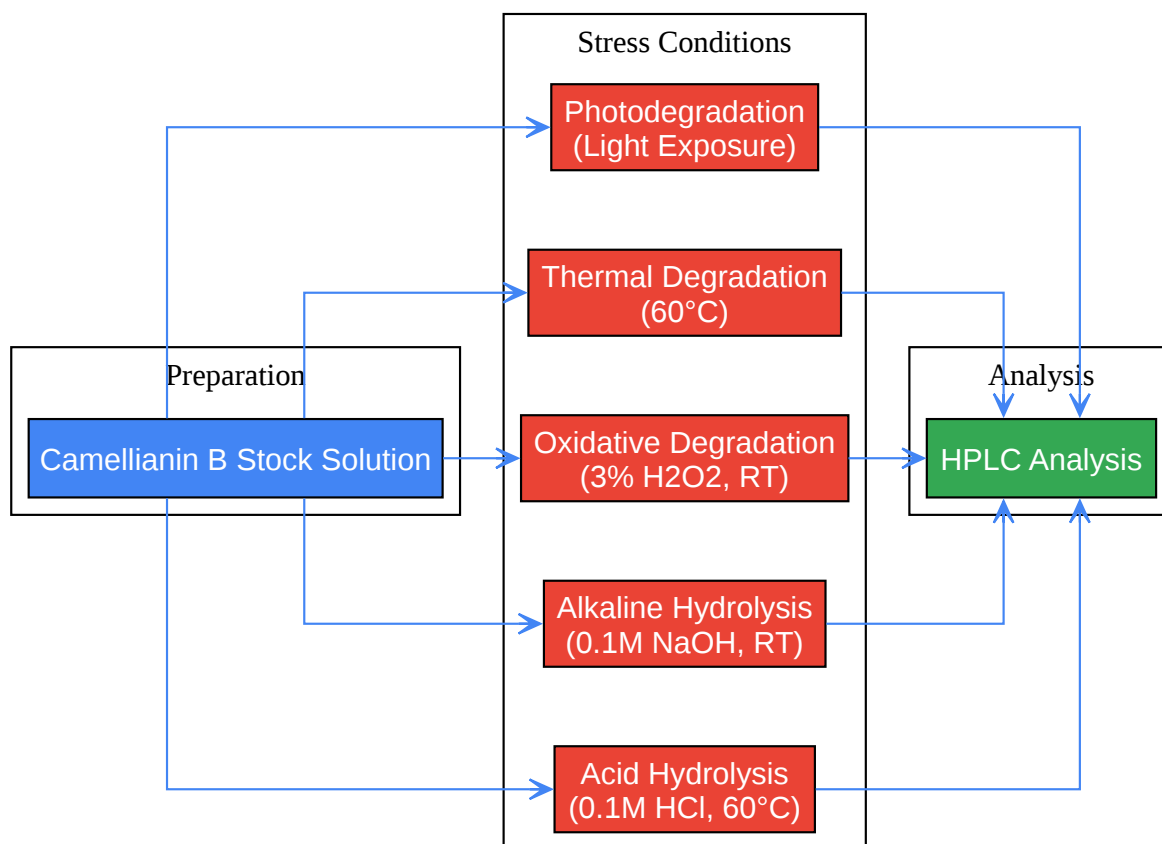 Stress Conditions
Photodegradation
(Light Exposure)
Thermal Degradation
(60°C)
Preparation
Analysis
Camellianin B Stock Solution
Oxidative Degradation
(3% H2O2, RT)
HPLC Analysis
Alkaline Hydrolysis
(0.1M NaOH, RT)
Acid Hydrolysis
(0.1M HCl, 60°C)